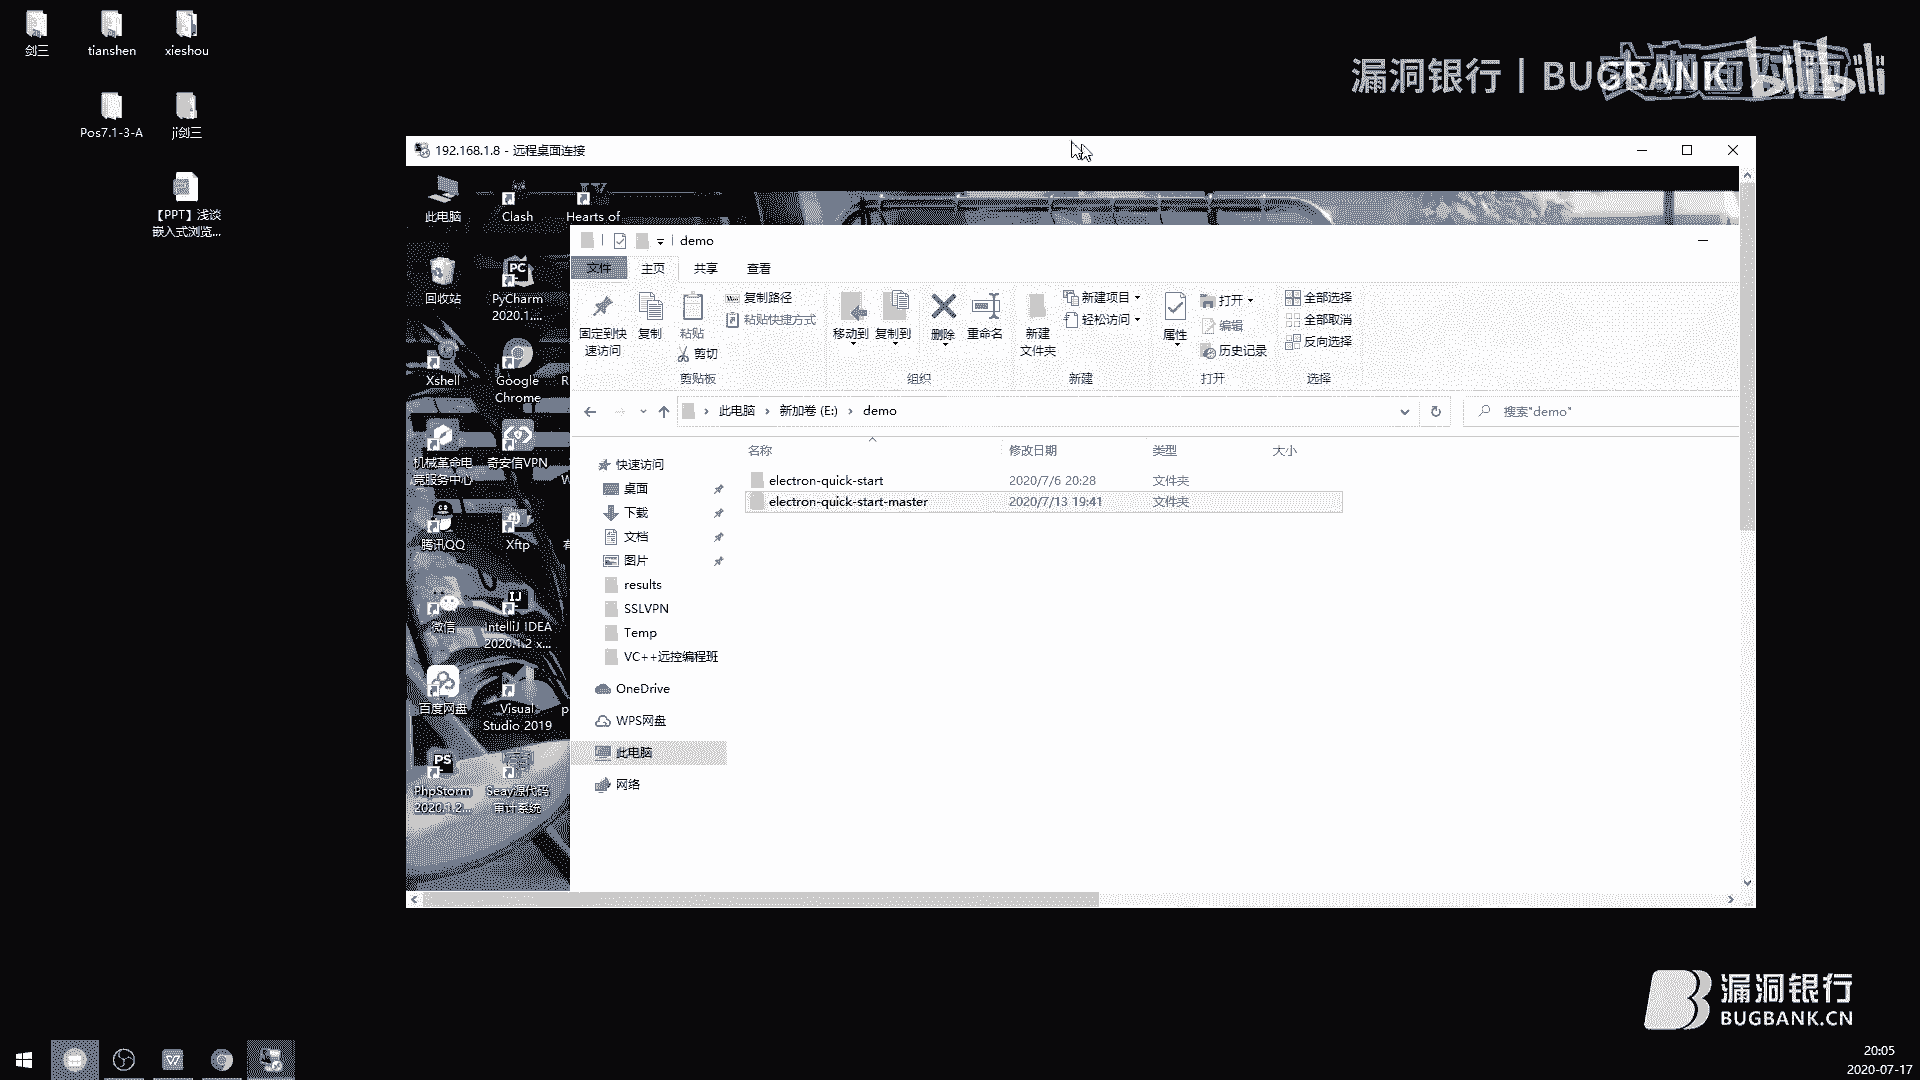 剑三
tianshen
xieshou
Pos7.1-3-A
ji剑三
【PPT】浅谈
嵌入式浏览...
漏洞银行 | BUGBANK
bilibili
192.168.1.8 - 远程桌面连接
此电脑
Clash
Hearts of
回收站
PyCharm
2020.1....
Xshell
Google
Chrome
机械革命电
竞服务中心
奇安信VPN
腾讯QQ
Xftp
微信
IntelliJ IDEA
2020.1.2 x...
百度网盘
Visual
Studio 2019
PhpStorm
2020.1.2...
Seay源代码
审计系统
demo
文件
主页
共享
查看
固定到快
速访问
复制
粘贴
复制路径
粘贴快捷方式
剪切
剪贴板
移动到
复制到
删除
重命名
组织
新建
文件夹
新建项目
轻松访问
新建
属性
打开
编辑
历史记录
打开
全部选择
全部取消
反向选择
选择
此电脑 › 新加卷 (E:) › demo
搜索"demo"
名称
修改日期
类型
大小
electron-quick-start 2020/7/6 20:28 文件夹
electron-quick-start-master 2020/7/13 19:41 文件夹
快速访问
桌面
下载
文档
图片
results
SSLVPN
Temp
VC++远控编程班
OneDrive
WPS网盘
此电脑
网络
漏洞银行
BUGBANK.CN
20:05
2020-07-17